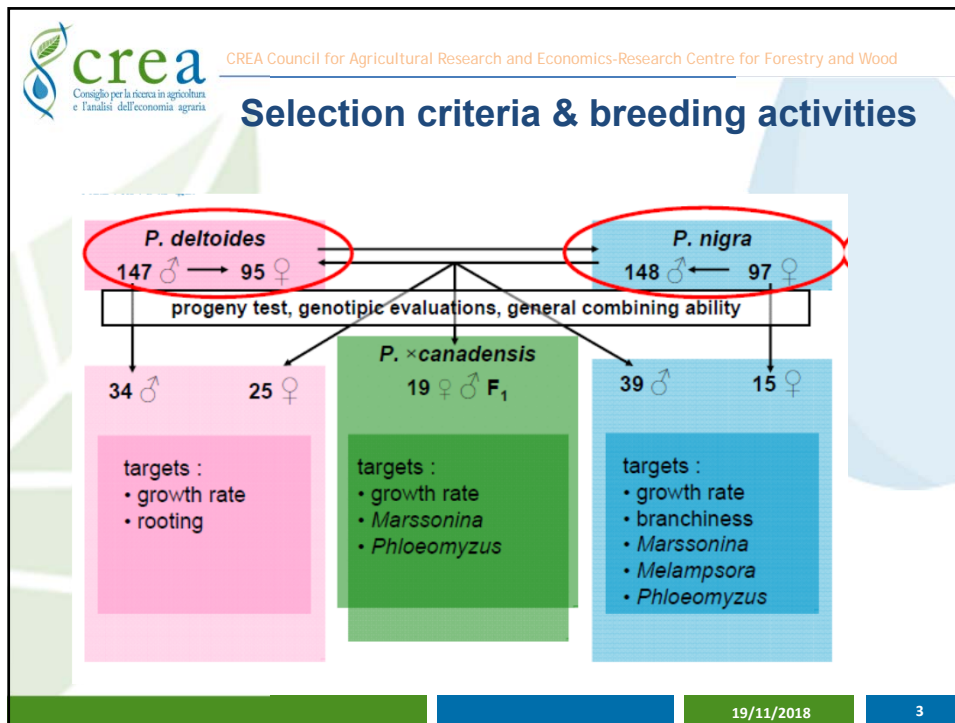 crea
Consiglio per la ricerca in agricoltura
e l'analisi dell'economia agraria
CREA Council for Agricultural Research and Economics-Research Centre for Forestry and Wood
Selection criteria & breeding activities
P. deltoides
147 ♂ → 95 ♀
P. nigra
148 ♂ ← 97 ♀
progeny test, genotipic evaluations, general combining ability
34 ♂ 25 ♀
P. ×canadensis
19 ♀ ♂ F₁
39 ♂ 15 ♀
targets :
• growth rate
• rooting
targets :
• growth rate
• Marssonina
• Phloeomyzus
targets :
• growth rate
• branchiness
• Marssonina
• Melampsora
• Phloeomyzus
19/11/2018
3